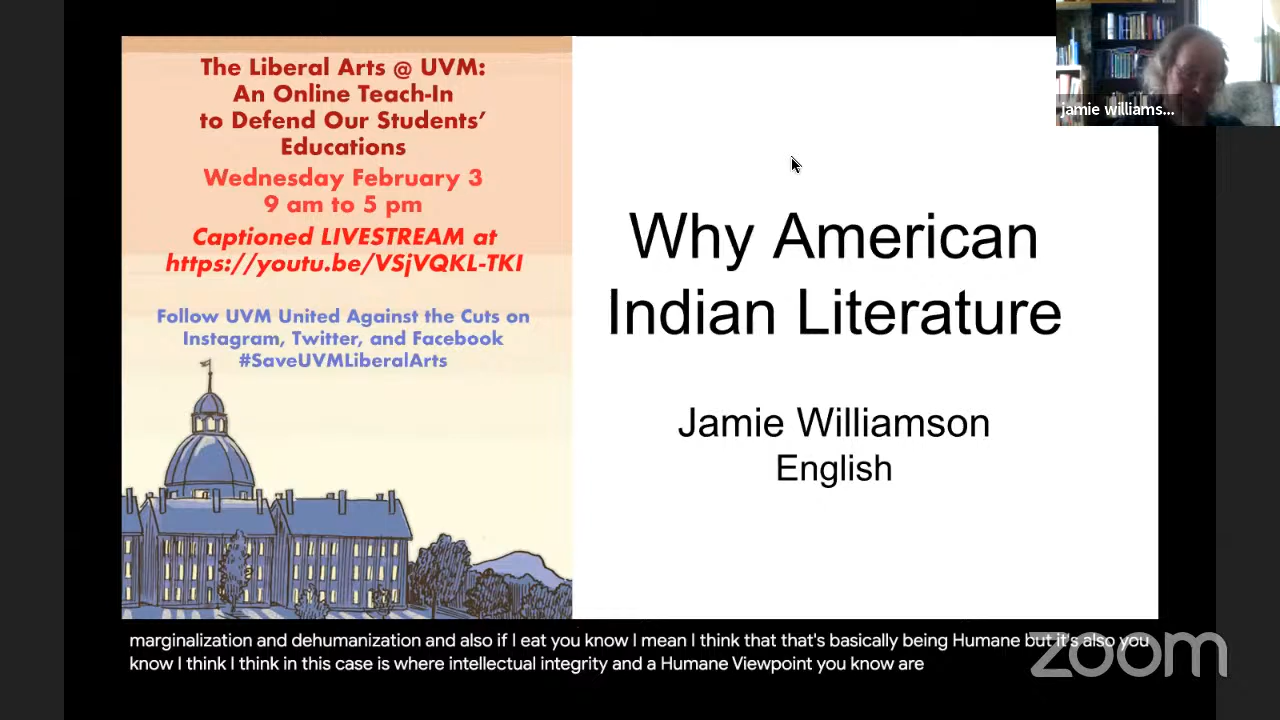 The Liberal Arts @ UVM:
An Online Teach-In
to Defend Our Students’
Educations
Wednesday February 3
9 am to 5 pm
Captioned LIVESTREAM at
https://youtu.be/VSjVQKL-TKI
Follow UVM United Against the Cuts on
Instagram, Twitter, and Facebook
#SaveUVMLiberalArts
Why American
Indian Literature
Jamie Williamson
English
jamie williams...
marginalization and dehumanization and also if I eat you know I mean I think that that's basically being Humane but it's also you
know I think I think in this case is where intellectual integrity and a Humane Viewpoint you know are
zoom